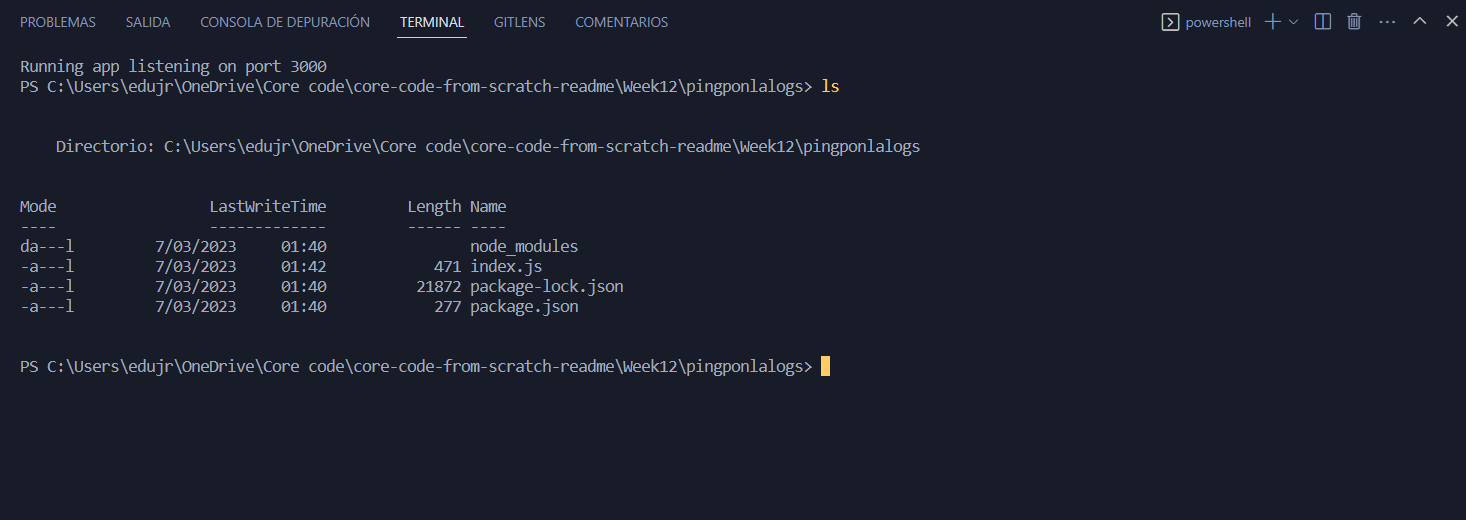 PROBLEMAS SALIDA CONSOLA DE DEPURACIÓN TERMINAL GITLENS COMENTARIOS powershell
Running app listening on port 3000
PS C:\Users\edujr\OneDrive\Core code\core-code-from-scratch-readme\Week12\pingponlalogs> ls
Directorio: C:\Users\edujr\OneDrive\Core code\core-code-from-scratch-readme\Week12\pingponlalogs
Mode LastWriteTime Length Name
---- ------------- ------ ----
da---l 7/03/2023 01:40 node_modules
-a---l 7/03/2023 01:42 471 index.js
-a---l 7/03/2023 01:40 21872 package-lock.json
-a---l 7/03/2023 01:40 277 package.json
PS C:\Users\edujr\OneDrive\Core code\core-code-from-scratch-readme\Week12\pingponlalogs>